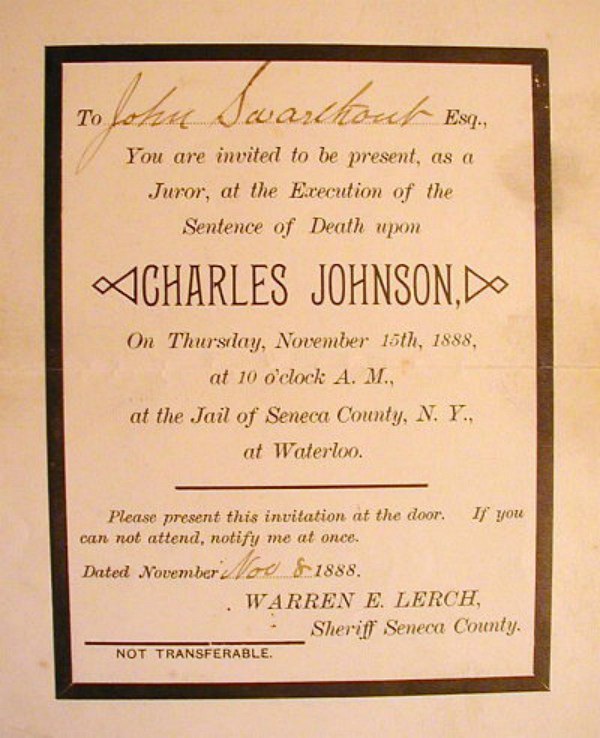 To John Swarthout Esq.,
You are invited to be present, as a
Juror, at the Execution of the
Sentence of Death upon
CHARLES JOHNSON,
On Thursday, November 15th, 1888,
at 10 o'clock A. M.,
at the Jail of Seneca County, N. Y.,
at Waterloo.
Please present this invitation at the door. If you
can not attend, notify me at once.
Dated November Nov 8 1888.
WARREN E. LERCH,
Sheriff Seneca County.
NOT TRANSFERABLE.